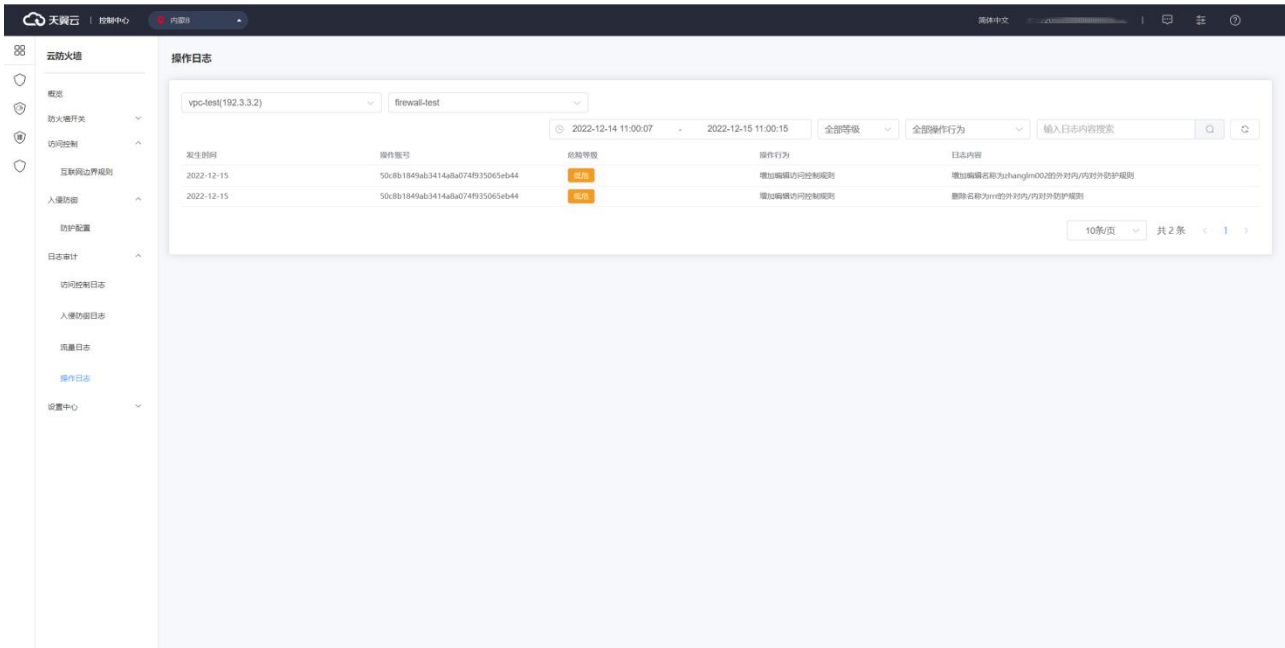 天翼云 | 控制中心 内蒙8 简体中文
云防火墙
概览
防火墙开关
访问控制
互联网边界规则
入侵防御
防护配置
日志审计
访问控制日志
入侵防御日志
流量日志
操作日志
设置中心
操作日志
vpc-test(192.3.3.2) firewall-test
2022-12-14 11:00:07 - 2022-12-15 11:00:15 全部等级 全部操作行为 输入日志内容搜索
发生时间 操作账号 危险等级 操作行为 日志内容
2022-12-15 50c8b1849ab3414a8a074f935065eb44 低危 增加编辑访问控制规则 增加编辑名称为zhanglm002的外对内/内对外防护规则
2022-12-15 50c8b1849ab3414a8a074f935065eb44 低危 增加编辑访问控制规则 删除名称为rrr的外对内/内对外防护规则
10条/页 共 2 条 < 1 >